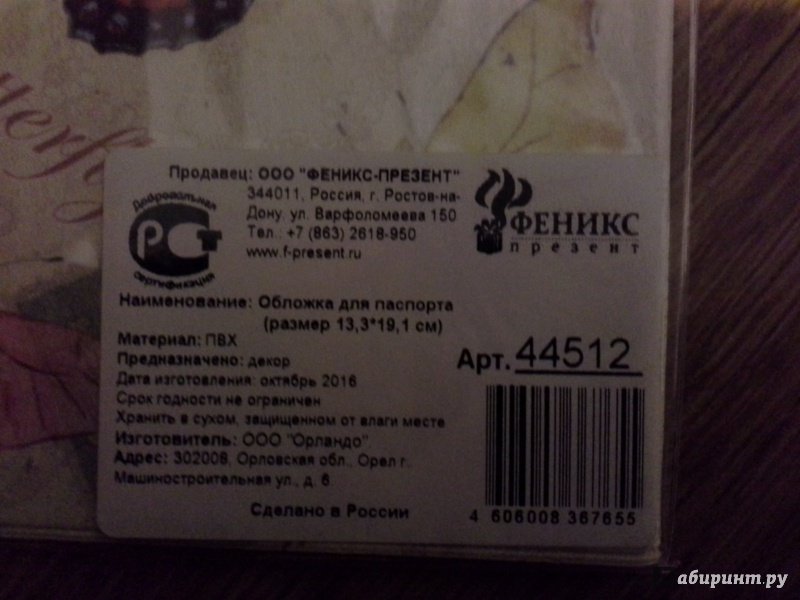 Продавец: ООО "ФЕНИКС-ПРЕЗЕНТ"
344011, Россия, г. Ростов-на-
Дону, ул. Варфоломеева 150
Тел.: +7 (863) 2618-950
www.f-present.ru
Добровольная
РСТ
сертификация
ФЕНИКС
презент
Наименование: Обложка для паспорта
(размер 13,3*19,1 см)
Материал: ПВХ
Предназначено: декор
Дата изготовления: октябрь 2016
Срок годности не ограничен
Хранить в сухом, защищенном от влаги месте
Изготовитель: ООО "Орландо",
Адрес: 302008, Орловская обл., Орел г.,
Машиностроительная ул., д. 6.
Сделано в России
Арт. 44512
4 606008 367655
абиринт.ру